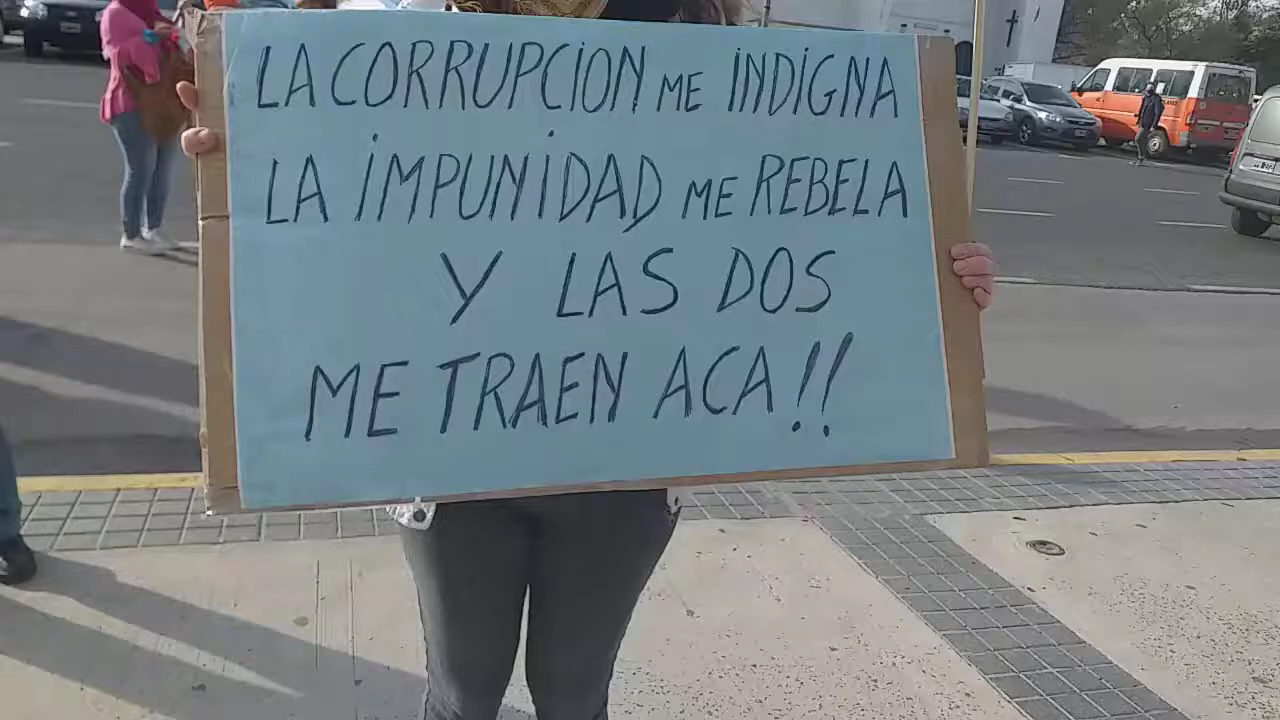 LA CORRUPCiON ME INDiGNA
LA iMPUNiDAD ME REBELA
Y LAS DOS
ME TRAEN ACA!!